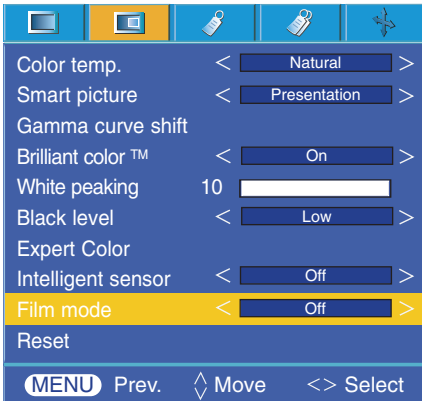 Color temp. < Natural >
Smart picture < Presentation >
Gamma curve shift
Brilliant color ™ < On >
White peaking 10
Black level < Low >
Expert Color
Intelligent sensor < Off >
Film mode < Off >
Reset
MENU Prev. Move <> Select